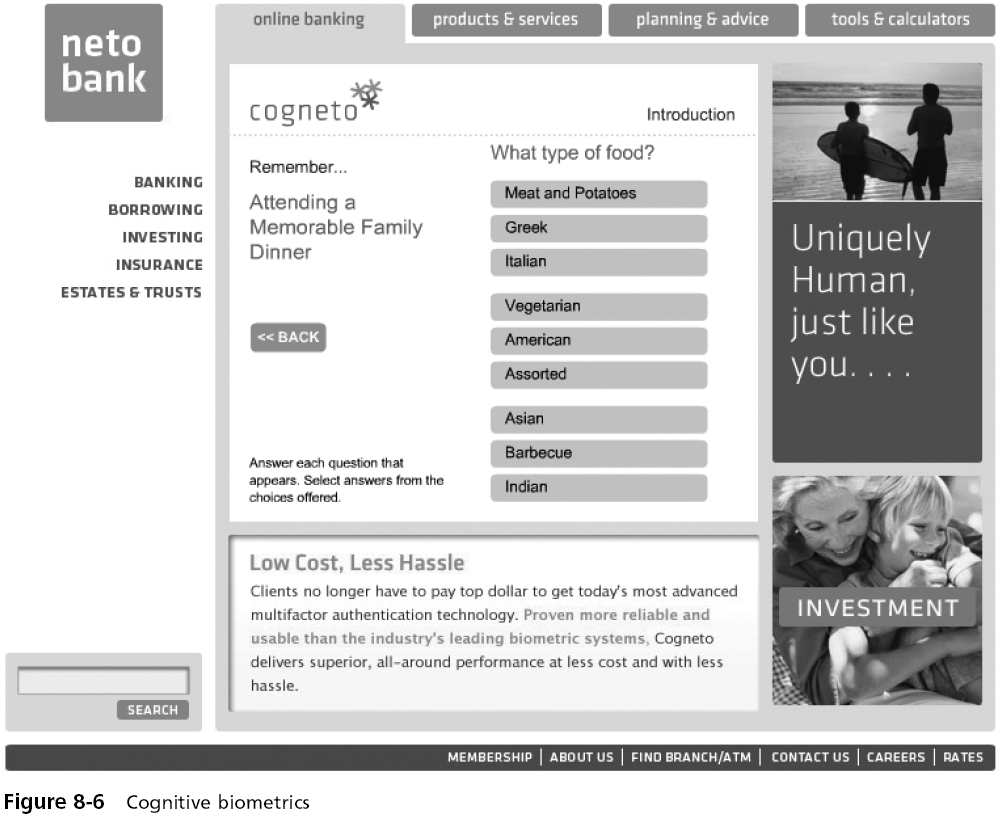 neto
bank
online banking
products & services
planning & advice
tools & calculators
BANKING
BORROWING
INVESTING
INSURANCE
ESTATES & TRUSTS
SEARCH
cogneto
Introduction
Remember...
Attending a
Memorable Family
Dinner
<< BACK
Answer each question that
appears. Select answers from the
choices offered.
What type of food?
Meat and Potatoes
Greek
Italian
Vegetarian
American
Assorted
Asian
Barbecue
Indian
Low Cost, Less Hassle
Clients no longer have to pay top dollar to get today's most advanced
multifactor authentication technology. Proven more reliable and
usable than the industry's leading biometric systems, Cogneto
delivers superior, all-around performance at less cost and with less
hassle.
Uniquely
Human,
just like
you. . . .
INVESTMENT
MEMBERSHIP | ABOUT US | FIND BRANCH/ATM | CONTACT US | CAREERS | RATES
Figure 8-6 Cognitive biometrics